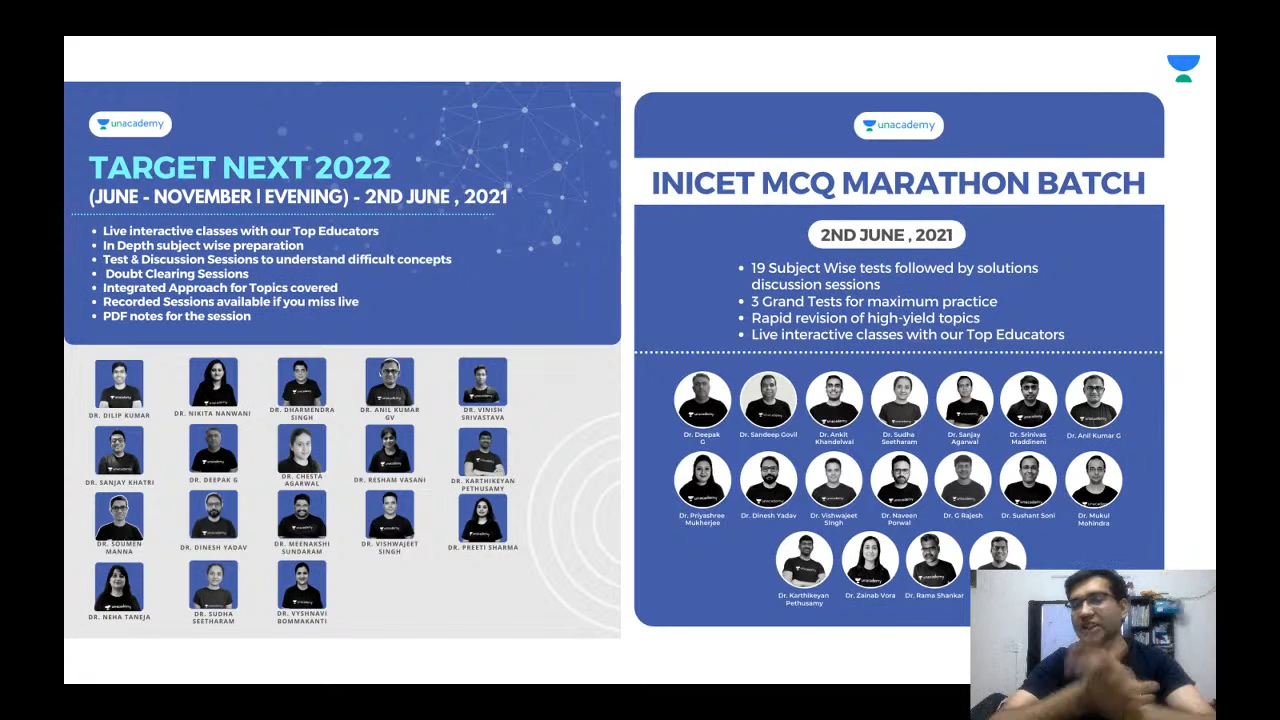 unacademy
TARGET NEXT 2022
(JUNE - NOVEMBER | EVENING) - 2ND JUNE , 2021
Live interactive classes with our Top Educators
In Depth subject wise preparation
Test & Discussion Sessions to understand difficult concepts
Doubt Clearing Sessions
Integrated Approach for Topics covered
Recorded Sessions available if you miss live
PDF notes for the session
DR. DILIP KUMAR
DR. NIKITA NANWANI
DR. DHARMENDRA
SINGH
DR. ANIL KUMAR
GV
DR. VINISH
SRIVASTAVA
DR. SANJAY KHATRI
DR. DEEPAK G
DR. CHESTA
AGARWAL
DR. RESHAM VASANI
DR. KARTHIKEYAN
PETHUSAMY
DR. SOUMEN
MANNA
DR. DINESH YADAV
DR. MEENAKSHI
SUNDARAM
DR. VISHWAJEET
SINGH
DR. PREETI SHARMA
DR. NEHA TANEJA
DR. SUDHA
SEETHARAM
DR. VYSHNAVI
BOMMAKANTI
unacademy
INICET MCQ MARATHON BATCH
2ND JUNE , 2021
19 Subject Wise tests followed by solutions
discussion sessions
3 Grand Tests for maximum practice
Rapid revision of high-yield topics
Live interactive classes with our Top Educators
Dr. Deepak
G
Dr. Sandeep Govil
Dr. Ankit
Khandelwal
Dr. Sudha
Seetharam
Dr. Sanjay
Agarwal
Dr. Srinivas
Maddineni
Dr. Anil Kumar G
Dr. Priyashree
Mukherjee
Dr. Dinesh Yadav
Dr. Vishwajeet
Singh
Dr. Naveen
Porwal
Dr. G Rajesh
Dr. Sushant Soni
Dr. Mukul
Mohindra
Dr. Karthikeyan
Pethusamy
Dr. Zainab Vora
Dr. Rama Shankar